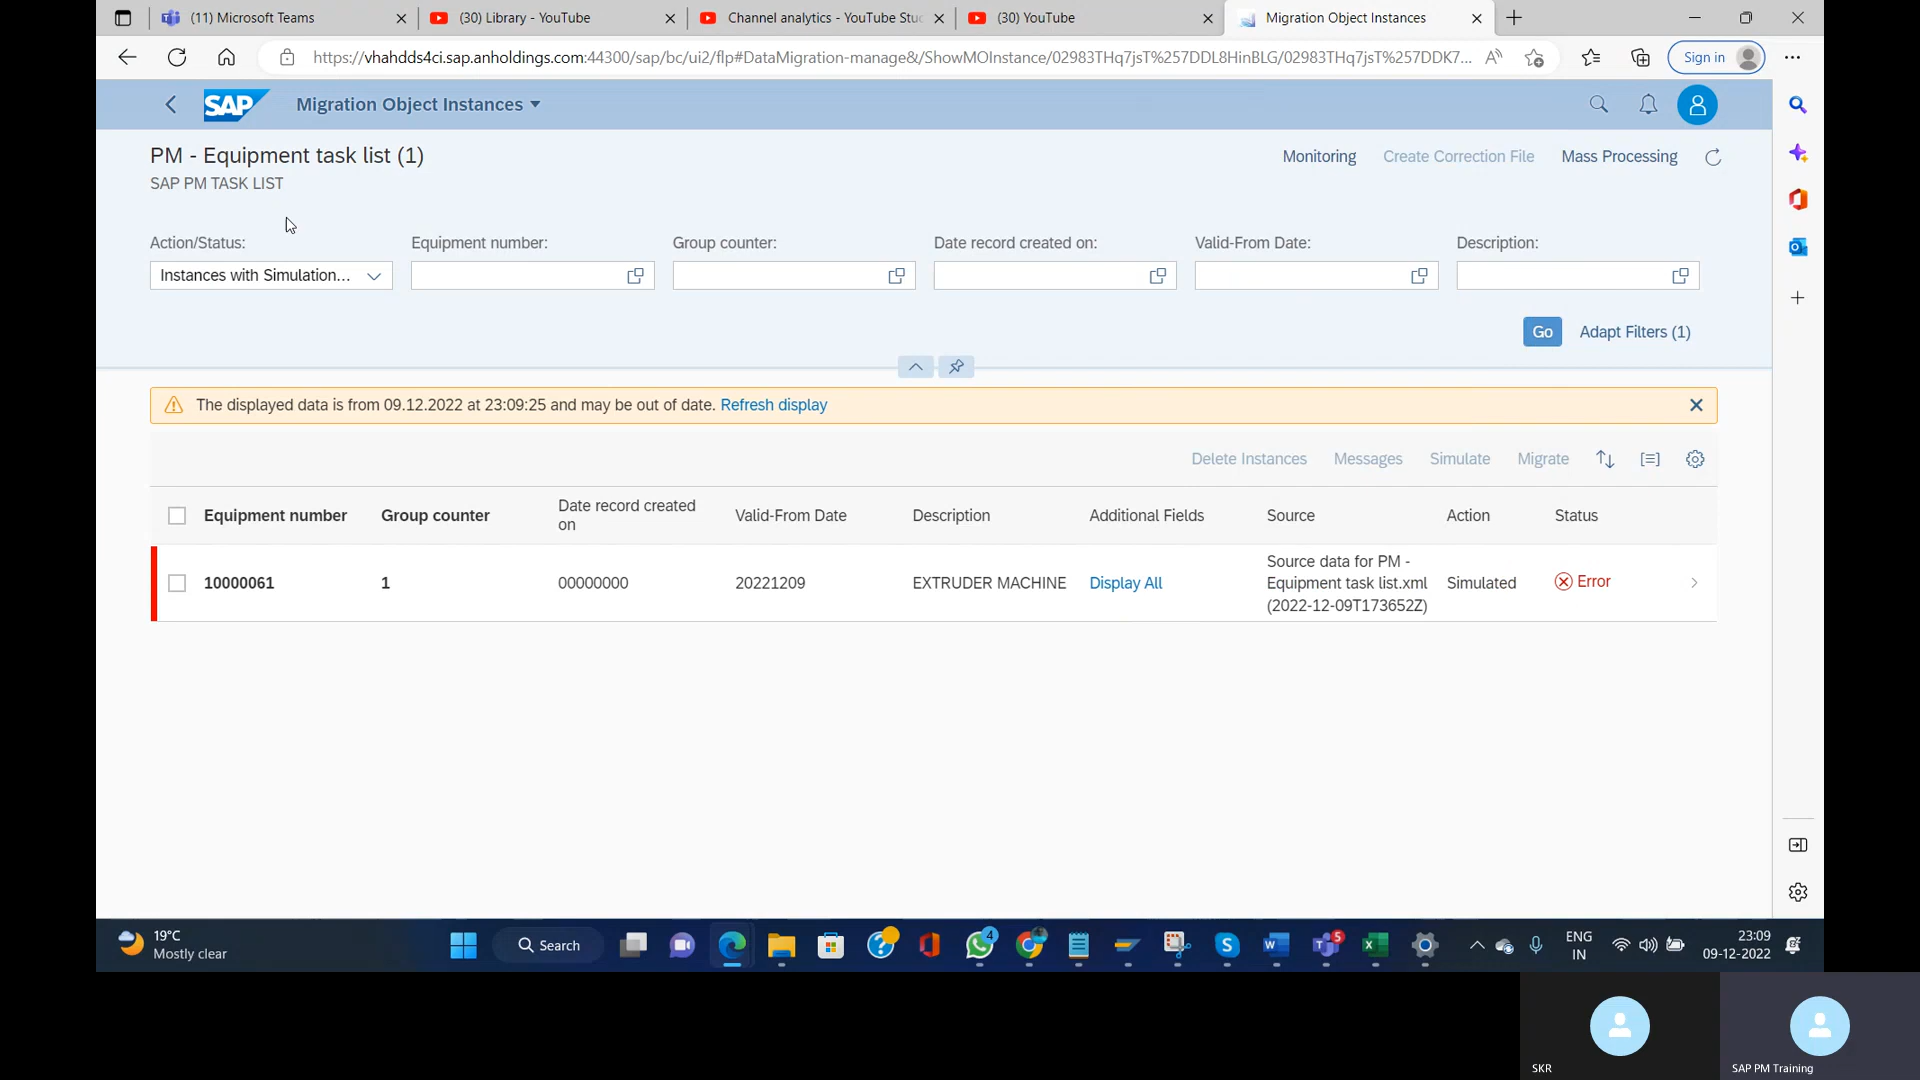 (11) Microsoft Teams
(30) Library - YouTube
Channel analytics - YouTube Stu
(30) YouTube
Migration Object Instances
https://vhahdds4ci.sap.anholdings.com:44300/sap/bc/ui2/flp#DataMigration-manage&/ShowMOInstance/02983THq7jsT%257DDL8HinBLG/02983THq7jsT%257DDK7...
Sign in
SAP
Migration Object Instances
PM - Equipment task list (1)
SAP PM TASK LIST
Monitoring
Create Correction File
Mass Processing
Action/Status:
Equipment number:
Group counter:
Date record created on:
Valid-From Date:
Description:
Instances with Simulation...
Go
Adapt Filters (1)
The displayed data is from 09.12.2022 at 23:09:25 and may be out of date. Refresh display
Delete Instances
Messages
Simulate
Migrate
Equipment number
Group counter
Date record created
on
Valid-From Date
Description
Additional Fields
Source
Action
Status
10000061
1
00000000
20221209
EXTRUDER MACHINE
Display All
Source data for PM -
Equipment task list.xml
(2022-12-09T173652Z)
Simulated
Error
19°C
Mostly clear
Search
4
5
ENG
IN
23:09
09-12-2022
SKR
SAP PM Training